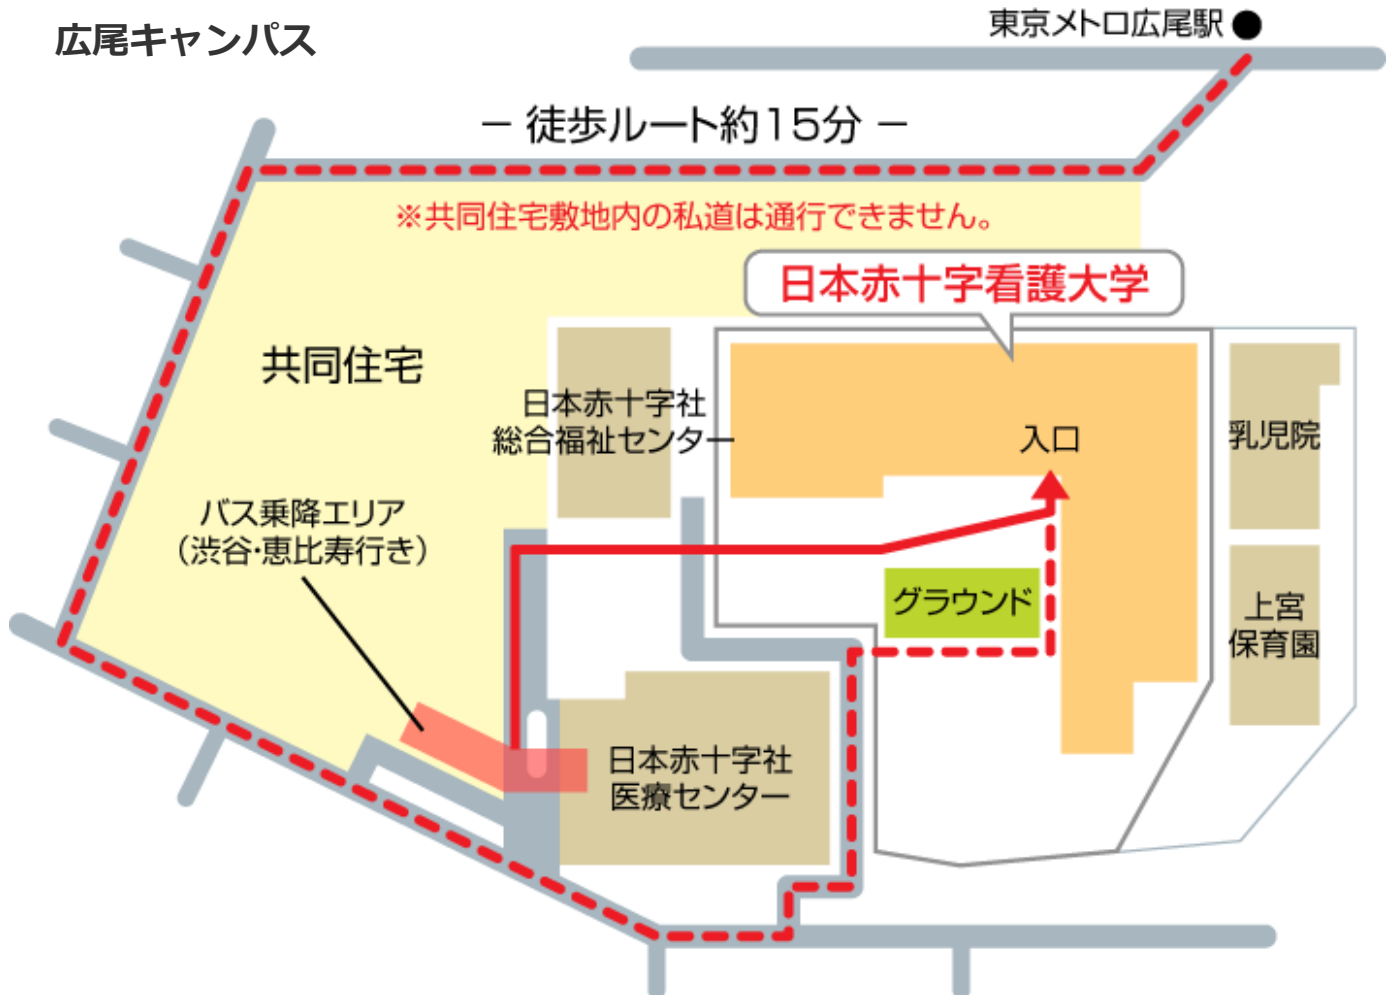 広尾キャンパス
東京メトロ広尾駅
− 徒歩ルート約15分 −
※共同住宅敷地内の私道は通行できません。
日本赤十字看護大学
共同住宅
日本赤十字社
総合福祉センター
入口
乳児院
バス乗降エリア
（渋谷・恵比寿行き）
グラウンド
上宮
保育園
日本赤十字社
医療センター